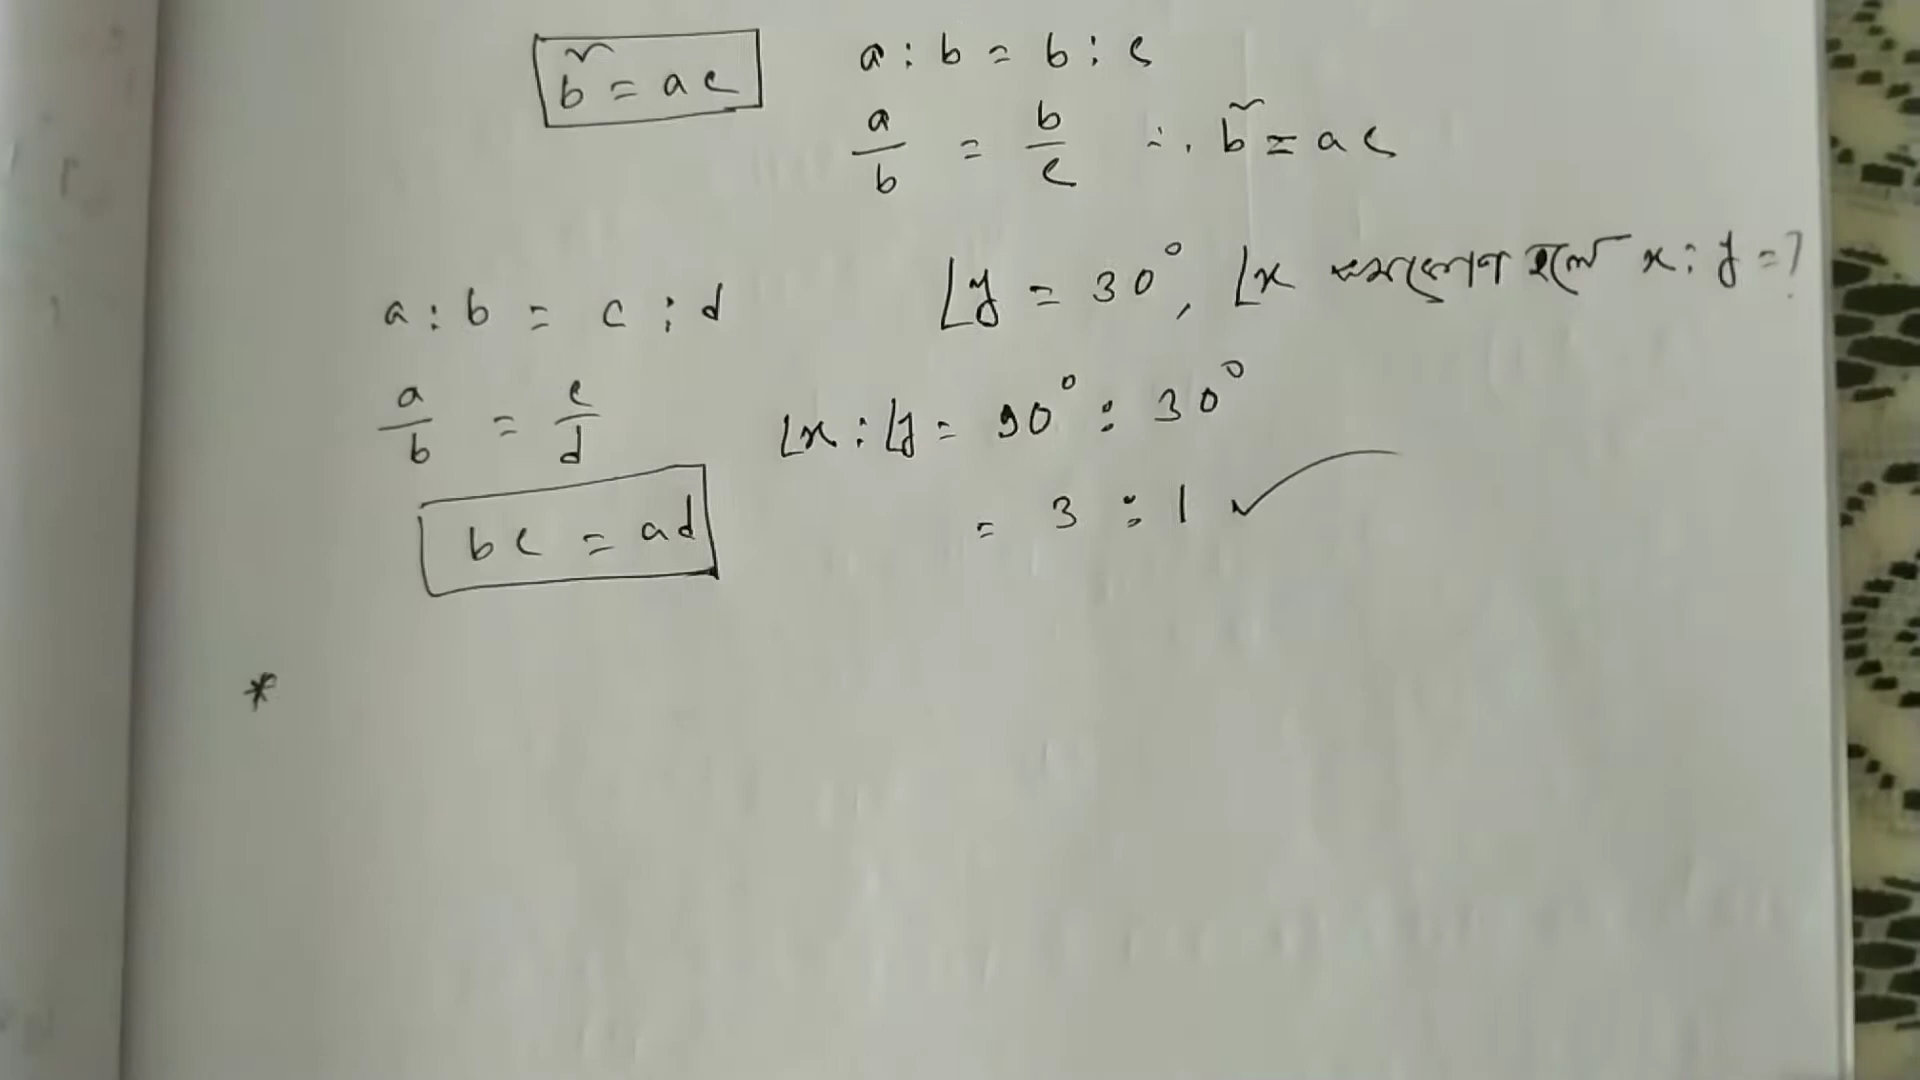 b² = ac
a : b = b : c
a/b = b/c ∴ b² = ac
a : b = c : d
a/b = c/d
bc = ad
∠y = 30°, ∠x সমকোণ হলে x : y = ?
∠x : ∠y = 90° : 30°
= 3 : 1 ✓
*